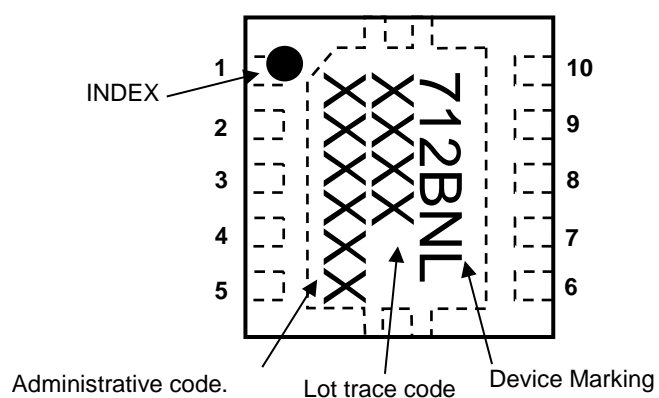 1
INDEX
2
3
4
5
10
9
8
7
6
712BNL
XXXX
XXXXXX
Administrative code.
Lot trace code
Device Marking